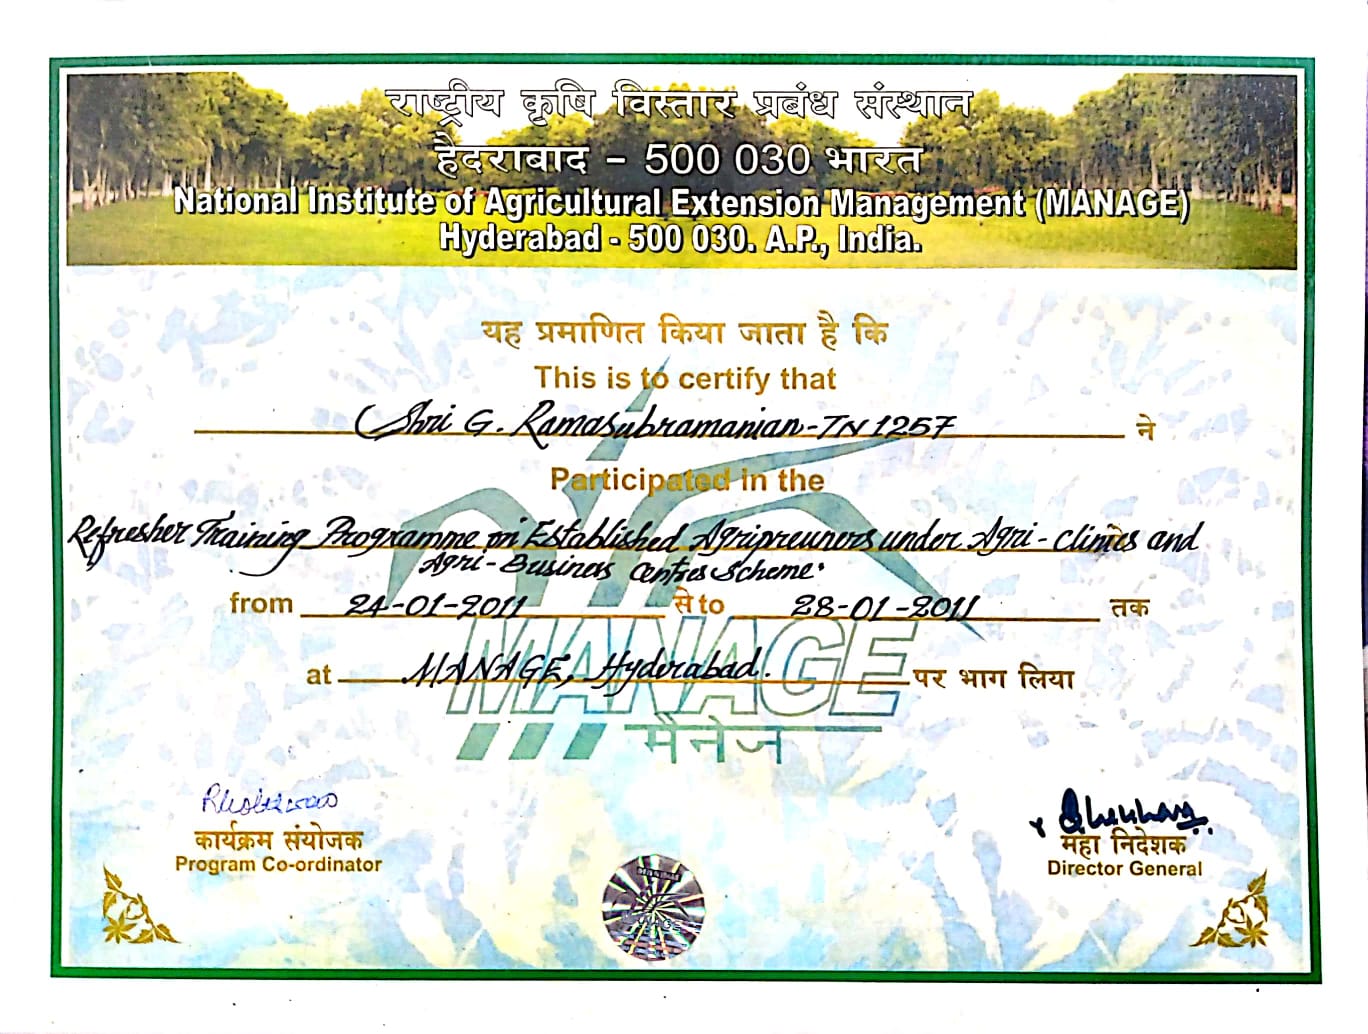 राष्ट्रीय कृषि विस्तार प्रबंध संस्थान
हैदराबाद – 500 030 भारत
National Institute of Agricultural Extension Management (MANAGE)
Hyderabad - 500 030. A.P., India.
यह प्रमाणित किया जाता है कि
This is to certify that
Shri G. Ramasubramanian - TN 1257 ने
Participated in the
Refresher Training Programme on Established Agripreuners under Agri - clinics and
Agri - Business Centres Scheme.
from 24-01-2011 से to 28-01-2011 तक
at MANAGE, Hyderabad. पर भाग लिया
MANAGE
मैनेज
कार्यक्रम संयोजक
Program Co-ordinator
महा निदेशक
Director General
MANAGE